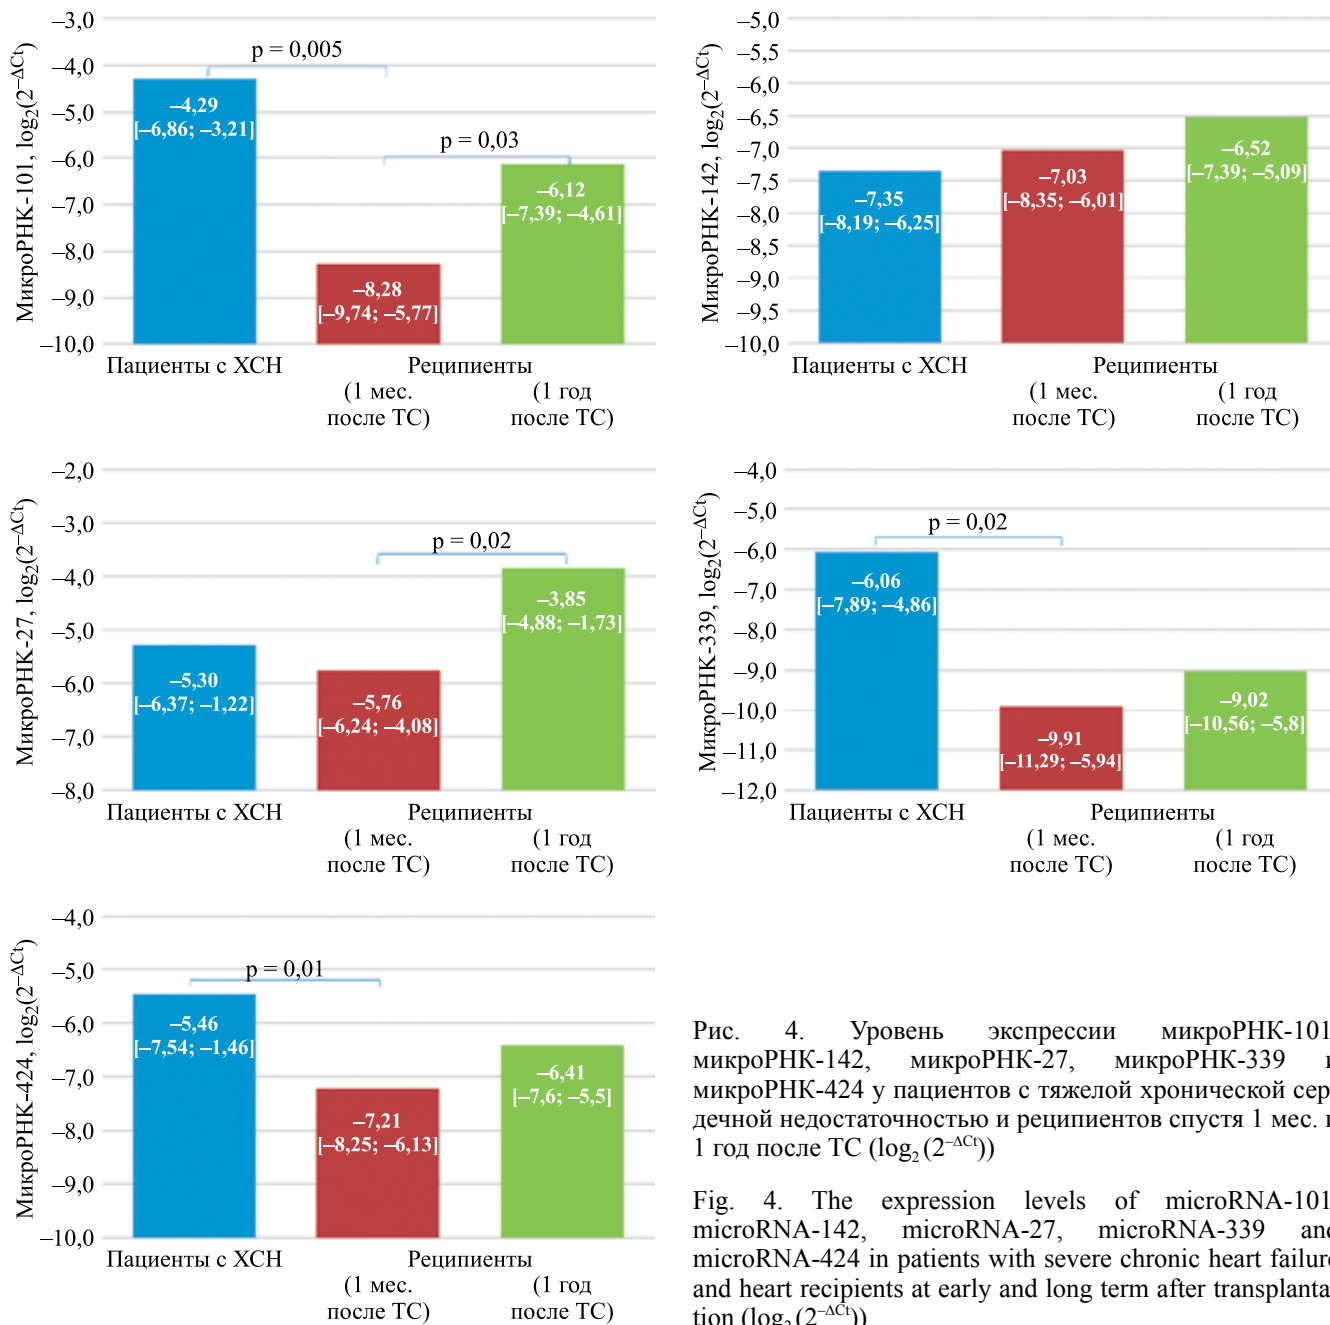 МикроРНК-101, log₂(2⁻ΔCt)
–3,0
–4,0
–5,0
–6,0
–7,0
–8,0
–9,0
–10,0
p = 0,005
p = 0,03
–4,29
[–6,86; –3,21]
–8,28
[–9,74; –5,77]
–6,12
[–7,39; –4,61]
Пациенты с ХСН
Реципиенты
(1 мес.
после ТС)
(1 год
после ТС)
МикроРНК-142, log₂(2⁻ΔCt)
–5,0
–5,5
–6,0
–6,5
–7,0
–7,5
–8,0
–8,5
–9,0
–9,5
–10,0
–7,35
[–8,19; –6,25]
–7,03
[–8,35; –6,01]
–6,52
[–7,39; –5,09]
Пациенты с ХСН
Реципиенты
(1 мес.
после ТС)
(1 год
после ТС)
МикроРНК-27, log₂(2⁻ΔCt)
–2,0
–3,0
–4,0
–5,0
–6,0
–7,0
–8,0
p = 0,02
–5,30
[–6,37; –1,22]
–5,76
[–6,24; –4,08]
–3,85
[–4,88; –1,73]
Пациенты с ХСН
Реципиенты
(1 мес.
после ТС)
(1 год
после ТС)
МикроРНК-339, log₂(2⁻ΔCt)
–4,0
–5,0
–6,0
–7,0
–8,0
–9,0
–10,0
–11,0
–12,0
p = 0,02
–6,06
[–7,89; –4,86]
–9,91
[–11,29; –5,94]
–9,02
[–10,56; –5,8]
Пациенты с ХСН
Реципиенты
(1 мес.
после ТС)
(1 год
после ТС)
МикроРНК-424, log₂(2⁻ΔCt)
–4,0
–5,0
–6,0
–7,0
–8,0
–9,0
–10,0
p = 0,01
–5,46
[–7,54; –1,46]
–7,21
[–8,25; –6,13]
–6,41
[–7,6; –5,5]
Пациенты с ХСН
Реципиенты
(1 мес.
после ТС)
(1 год
после ТС)
Рис. 4. Уровень экспрессии микроРНК-101
микроРНК-142, микроРНК-27, микроРНК-339 и
микроРНК-424 у пациентов с тяжелой хронической сер
дечной недостаточностью и реципиентов спустя 1 мес. и
1 год после ТС (log₂ (2⁻ΔCt))
Fig. 4. The expression levels of microRNA-101
microRNA-142, microRNA-27, microRNA-339 and
microRNA-424 in patients with severe chronic heart failure
and heart recipients at early and long term after transplanta
tion (log₂ (2⁻ΔCt))